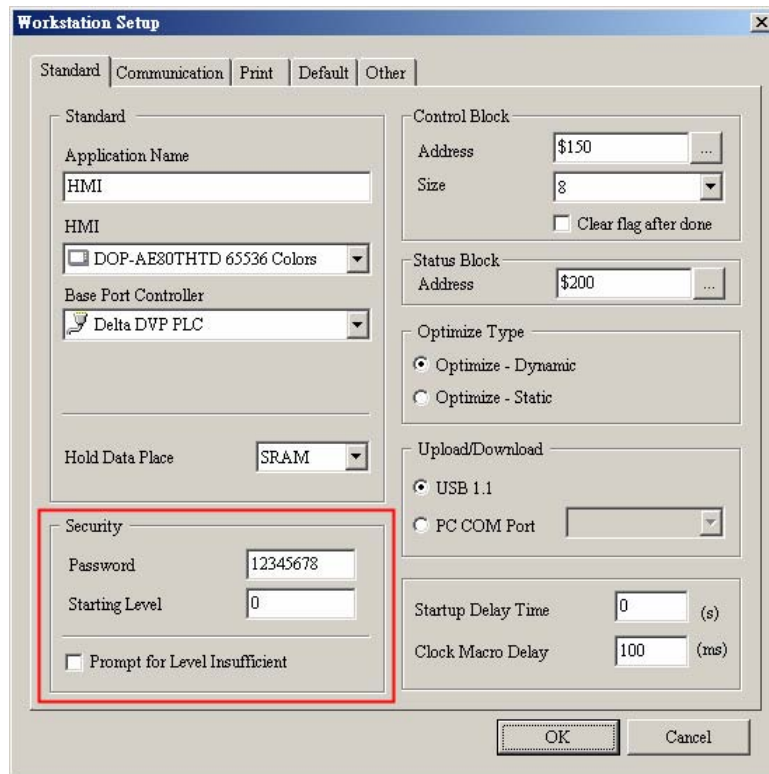 Workstation Setup
Standard
Communication
Print
Default
Other
Standard
Application Name
HMI
HMI
DOP-AE80THTD 65536 Colors
Base Port Controller
Delta DVP PLC
Hold Data Place
SRAM
Security
Password
12345678
Starting Level
0
Prompt for Level Insufficient
Control Block
Address
$150
...
Size
8
Clear flag after done
Status Block
Address
$200
...
Optimize Type
Optimize - Dynamic
Optimize - Static
Upload/Download
USB 1.1
PC COM Port
Startup Delay Time
0
(s)
Clock Macro Delay
100
(ms)
OK
Cancel